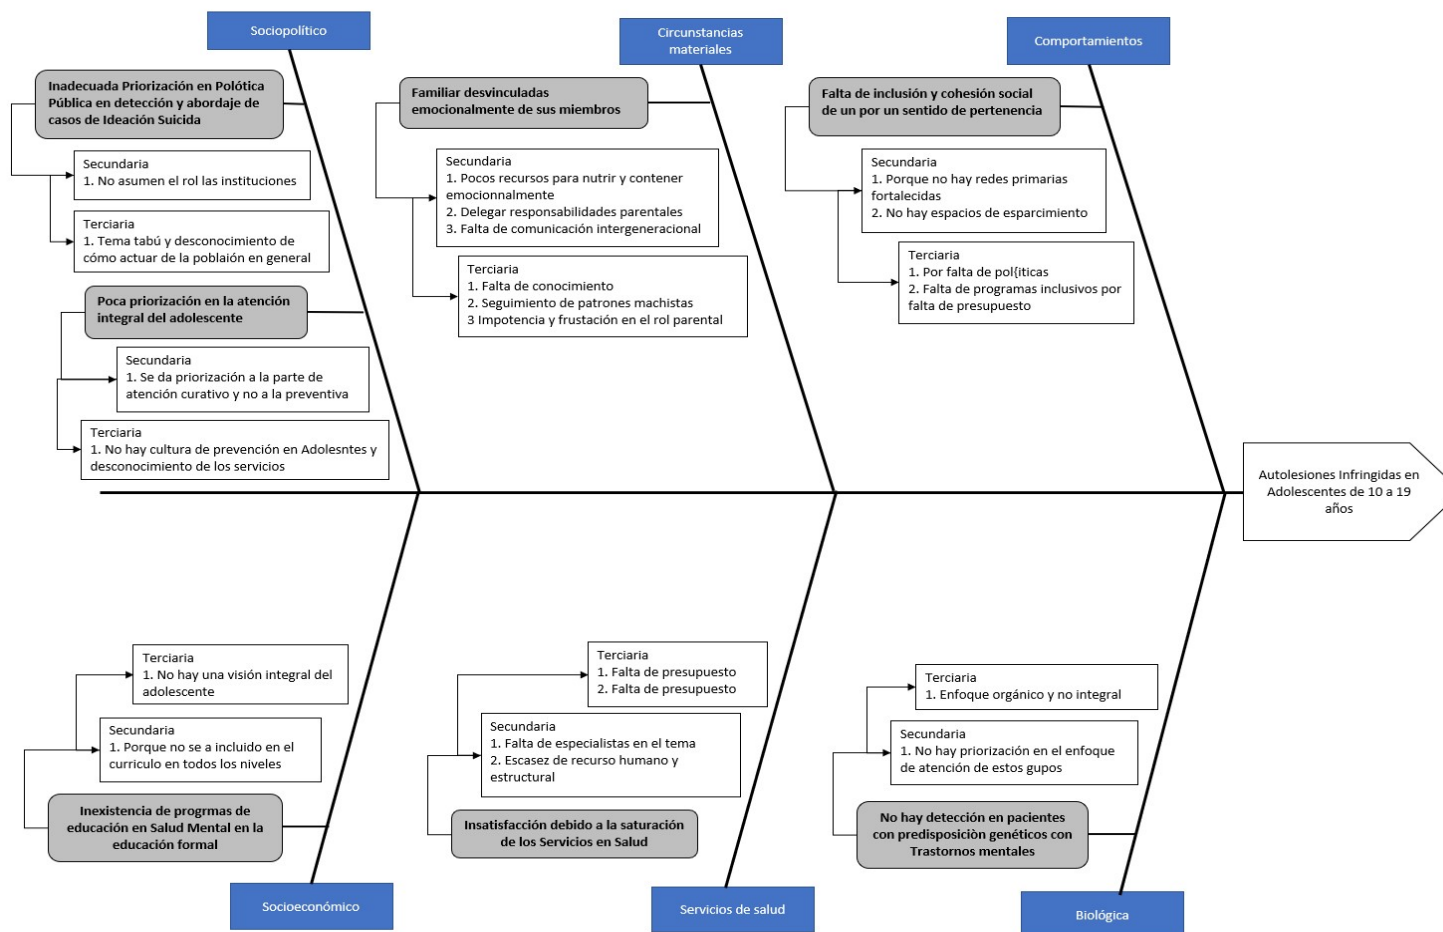 Sociopolítico
Inadecuada Priorización en Polótica
Pública en detección y abordaje de
casos de Ideación Suicida
Secundaria
1. No asumen el rol las instituciones
Terciaria
1. Tema tabú y desconocimiento de
cómo actuar de la poblaión en general
Poca priorización en la atención
integral del adolescente
Secundaria
1. Se da priorización a la parte de
atención curativo y no a la preventiva
Terciaria
1. No hay cultura de prevención en Adolesntes y
desconocimiento de los servicios
Circunstancias
materiales
Familiar desvinculadas
emocionalmente de sus miembros
Secundaria
1. Pocos recursos para nutrir y contener
emocionnalmente
2. Delegar responsabilidades parentales
3. Falta de comunicación intergeneracional
Terciaria
1. Falta de conocimiento
2. Seguimiento de patrones machistas
3 Impotencia y frustación en el rol parental
Comportamientos
Falta de inclusión y cohesión social
de un por un sentido de pertenencia
Secundaria
1. Porque no hay redes primarias
fortalecidas
2. No hay espacios de esparcimiento
Terciaria
1. Por falta de pol{iticas
2. Falta de programas inclusivos por
falta de presupuesto
Autolesiones Infringidas en
Adolescentes de 10 a 19
años
Terciaria
1. No hay una visión integral del
adolescente
Secundaria
1. Porque no se a incluido en el
curriculo en todos los niveles
Inexistencia de progrmas de
educación en Salud Mental en la
educación formal
Socioeconómico
Terciaria
1. Falta de presupuesto
2. Falta de presupuesto
Secundaria
1. Falta de especialistas en el tema
2. Escasez de recurso humano y
estructural
Insatisfacción debido a la saturación
de los Servicios en Salud
Servicios de salud
Terciaria
1. Enfoque orgánico y no integral
Secundaria
1. No hay priorización en el enfoque
de atención de estos gupos
No hay detección en pacientes
con predisposiciòn genéticos con
Trastornos mentales
Biológica